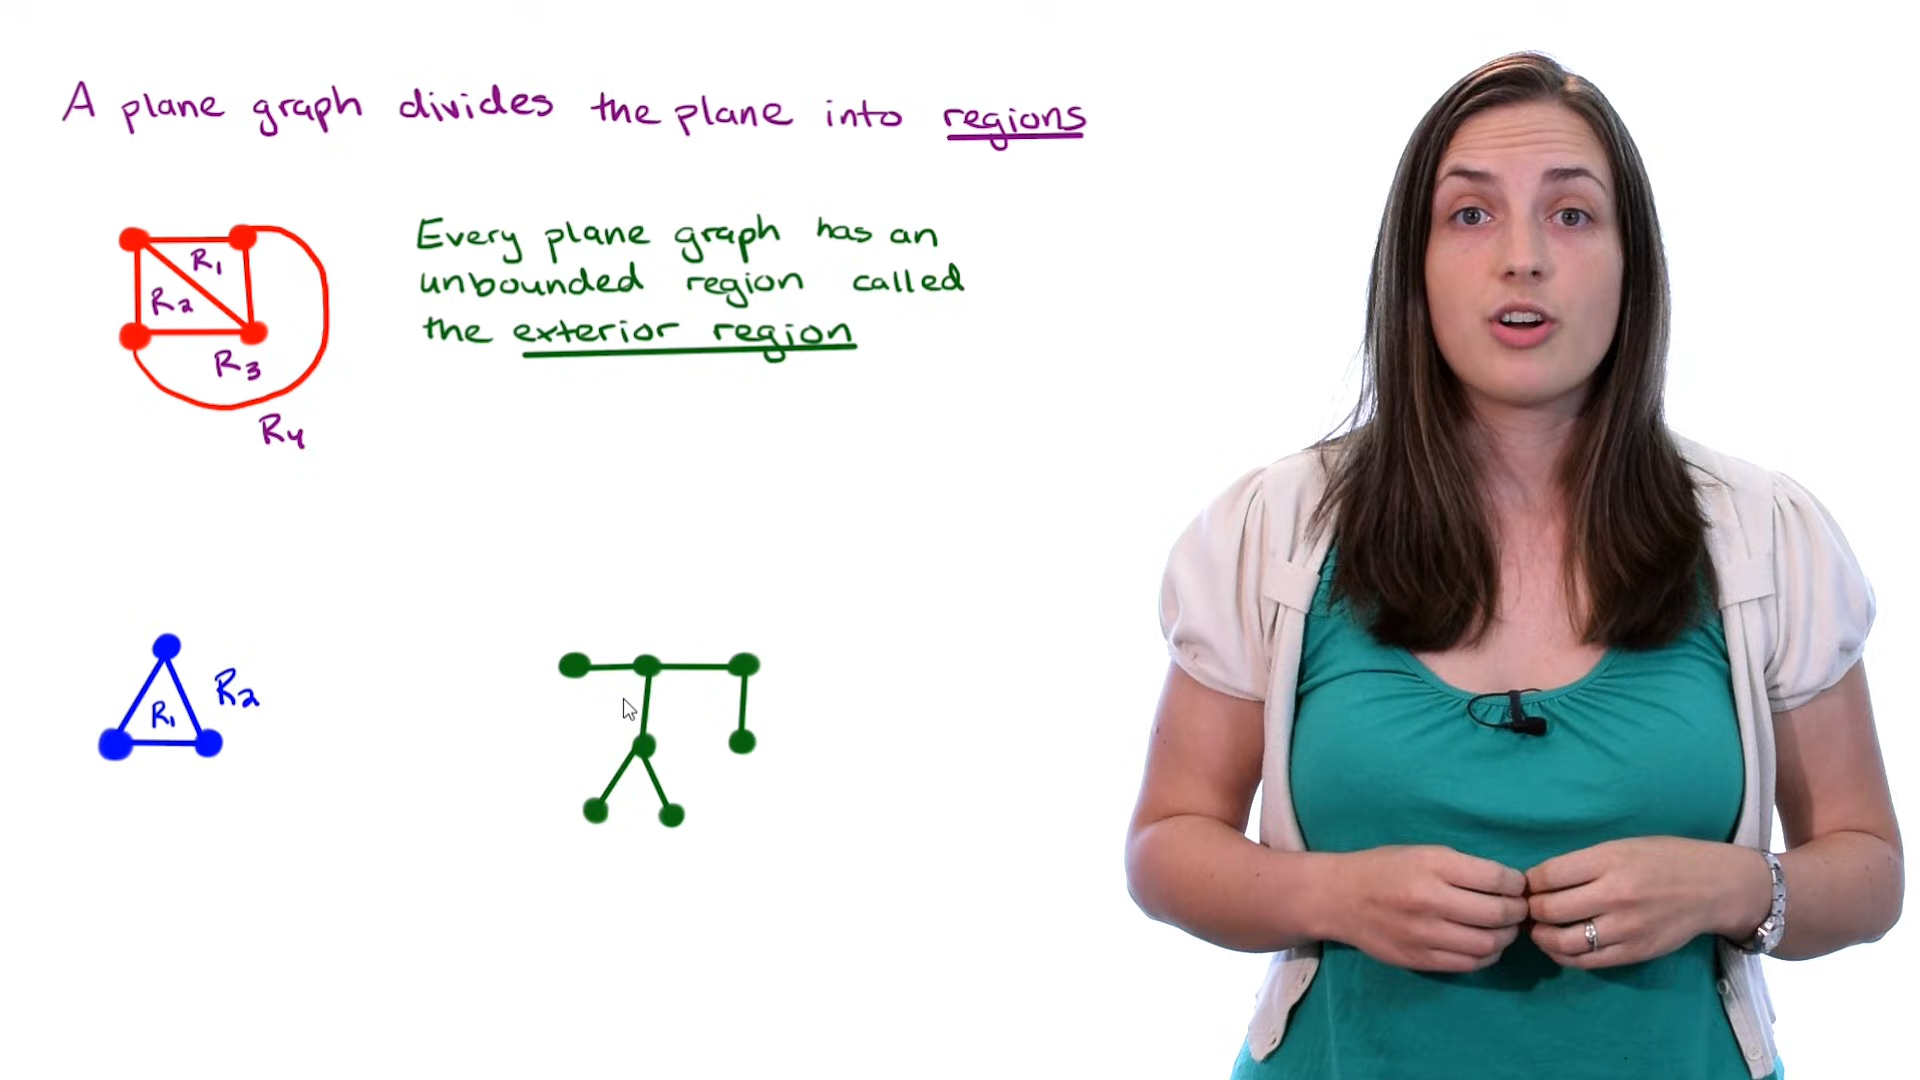 A plane graph divides the plane into regions
Every plane graph has an
unbounded region called
the exterior region
R1
R2
R3
R4
R1
R2